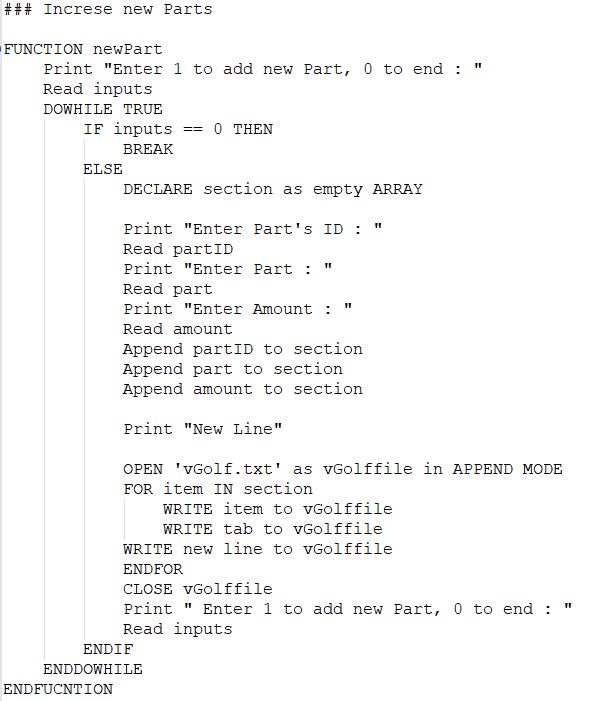 ### Increse new Parts
FUNCTION newPart
Print "Enter 1 to add new Part, 0 to end : "
Read inputs
DOWHILE TRUE
IF inputs == 0 THEN
BREAK
ELSE
DECLARE section as empty ARRAY
Print "Enter Part's ID : "
Read partID
Print "Enter Part : "
Read part
Print "Enter Amount : "
Read amount
Append partID to section
Append part to section
Append amount to section
Print "New Line"
OPEN 'vGolf.txt' as vGolffile in APPEND MODE
FOR item IN section
WRITE item to vGolffile
WRITE tab to vGolffile
WRITE new line to vGolffile
ENDFOR
CLOSE vGolffile
Print " Enter 1 to add new Part, 0 to end : "
Read inputs
ENDIF
ENDDOWHILE
ENDFUCNTION